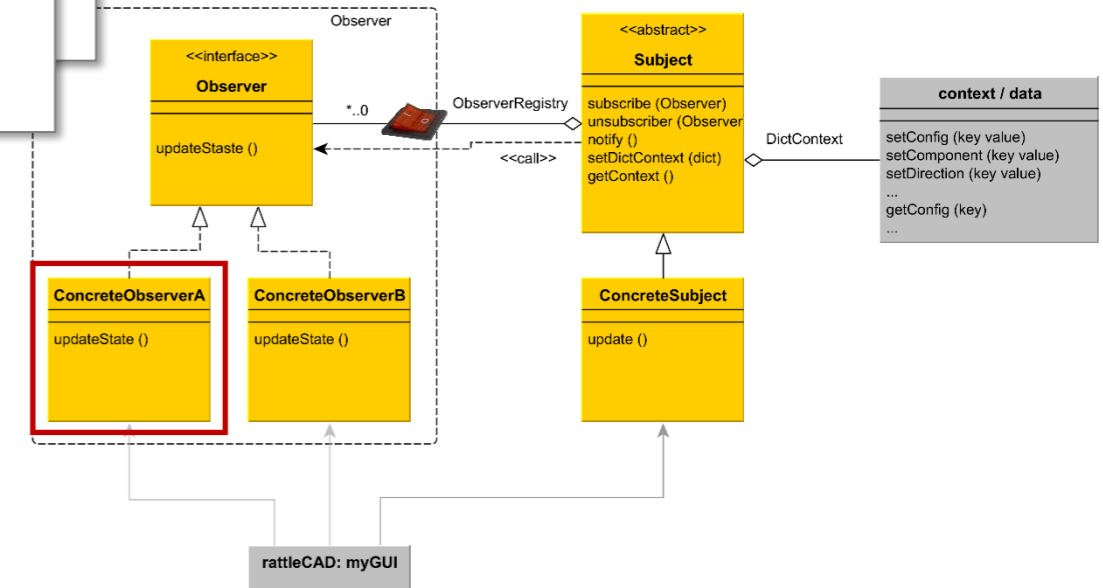 Observer
<<interface>>
Observer
updateStaste ()
*..0
ObserverRegistry
<<call>>
<<abstract>>
Subject
subscribe (Observer)
unsubscriber (Observer
notify ()
setDictContext (dict)
getContext ()
DictContext
context / data
setConfig (key value)
setComponent (key value)
setDirection (key value)
...
getConfig (key)
...
ConcreteObserverA
updateState ()
ConcreteObserverB
updateState ()
ConcreteSubject
update ()
rattleCAD: myGUI